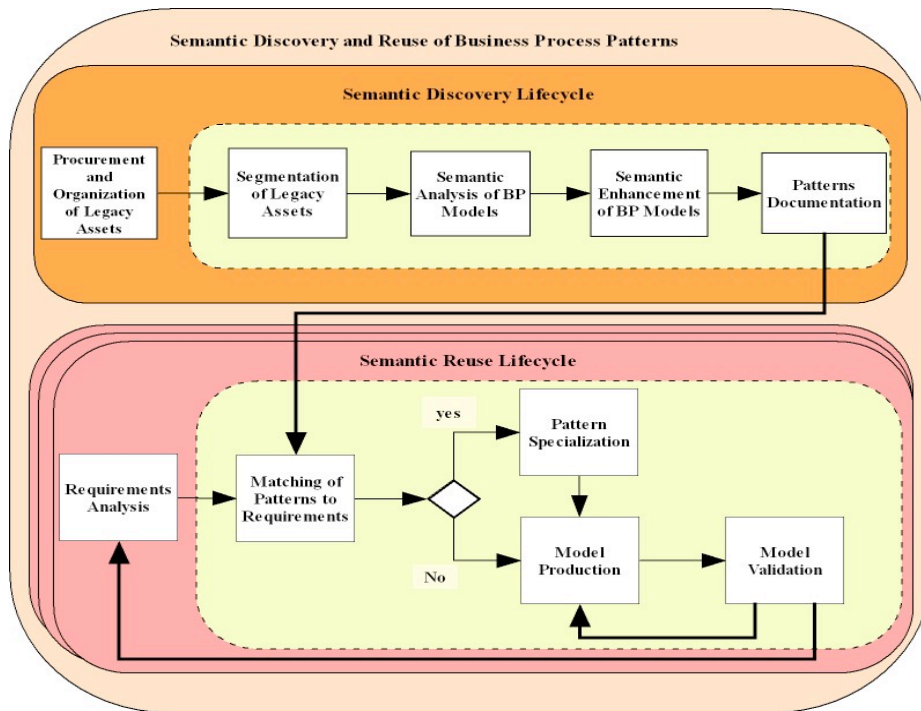 Semantic Discovery and Reuse of Business Process Patterns
Semantic Discovery Lifecycle
Procurement
and
Organization
of Legacy
Assets
Segmentation
of Legacy
Assets
Semantic
Analysis of BP
Models
Semantic
Enhancement
of BP Models
Patterns
Documentation
Semantic Reuse Lifecycle
yes
Pattern
Specialization
Requirements
Analysis
Matching of
Patterns to
Requirements
No
Model
Production
Model
Validation